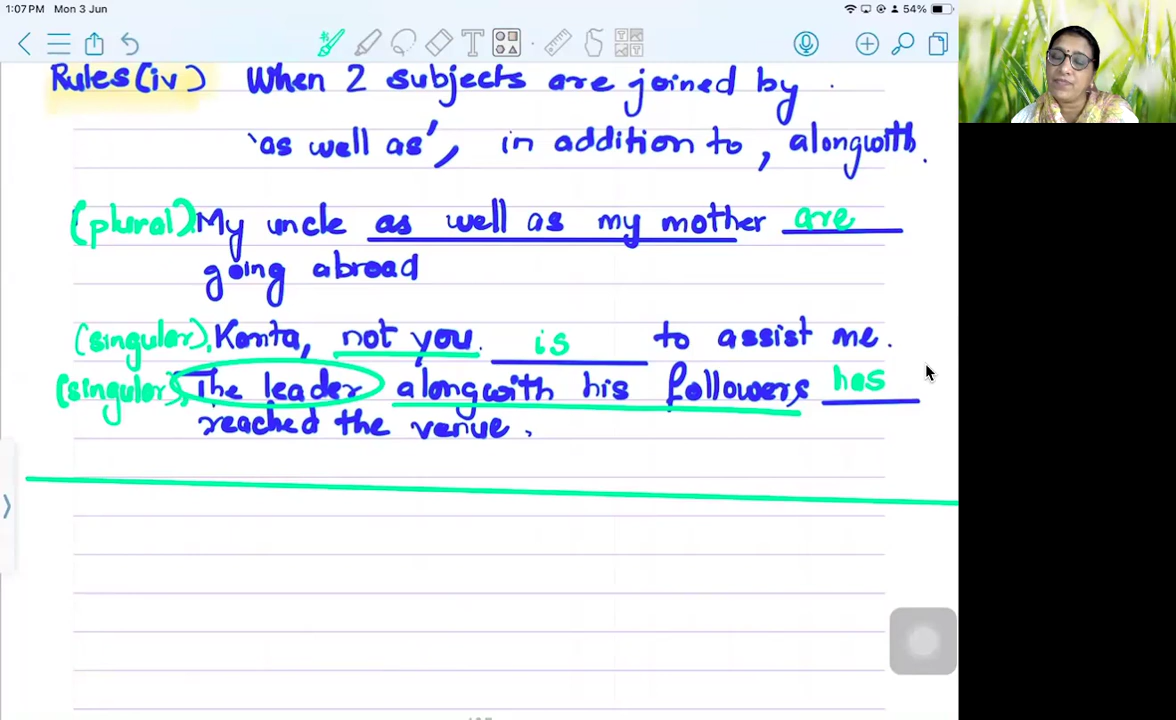 1:07 PM Mon 3 Jun 54%
Rules(iv) When 2 subjects are joined by
'as well as', in addition to, alongwith.
(plural). My uncle as well as my mother are
going abroad
(singular). Kanta, not you. is to assist me.
(singular). The leader alongwith his followers has
reached the venue.